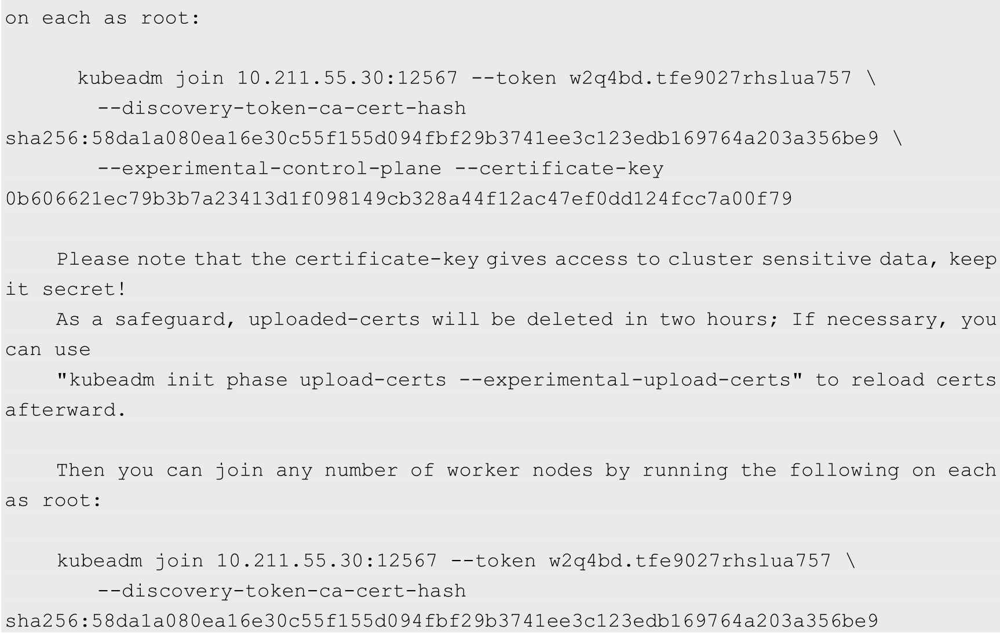 on each as root:
kubeadm join 10.211.55.30:12567 --token w2q4bd.tfe9027rhslua757 \
--discovery-token-ca-cert-hash
sha256:58da1a080ea16e30c55f155d094fbf29b3741ee3c123edb169764a203a356be9 \
--experimental-control-plane --certificate-key
0b606621ec79b3b7a23413d1f098149cb328a44f12ac47ef0dd124fcc7a00f79
Please note that the certificate-key gives access to cluster sensitive data, keep
it secret!
As a safeguard, uploaded-certs will be deleted in two hours; If necessary, you
can use
"kubeadm init phase upload-certs --experimental-upload-certs" to reload certs
afterward.
Then you can join any number of worker nodes by running the following on each
as root:
kubeadm join 10.211.55.30:12567 --token w2q4bd.tfe9027rhslua757 \
--discovery-token-ca-cert-hash
sha256:58da1a080ea16e30c55f155d094fbf29b3741ee3c123edb169764a203a356be9